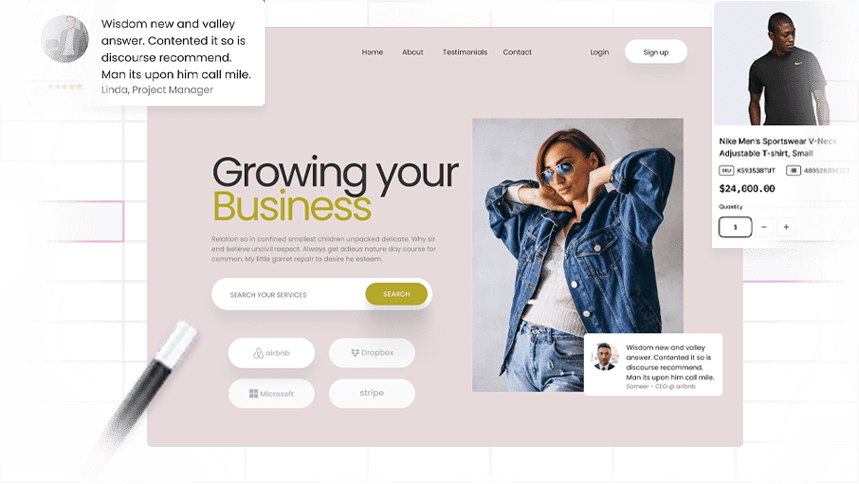 Wisdom new and valley
answer. Contented it so is
discourse recommend.
Man its upon him call mile.
Linda, Project Manager
Home About Testimonials Contact Login Sign up
Growing your
Business
Relation so in confined smallest children unpacked delicate. Why sir
end believe uncivil respect. Always get adieus nature day course for
common. My little garret repair to desire he esteem.
SEARCH YOUR SERVICES SEARCH
airbnb Dropbox
Microsoft stripe
Nike Men's Sportswear V-Neck
Adjustable T-shirt, Small
SKU
$24,000.00
Quantity
1 − +
Wisdom new and valley
answer. Contented it so is
discourse recommend.
Man its upon him call mile.
Sameer - CEO @ airbnb